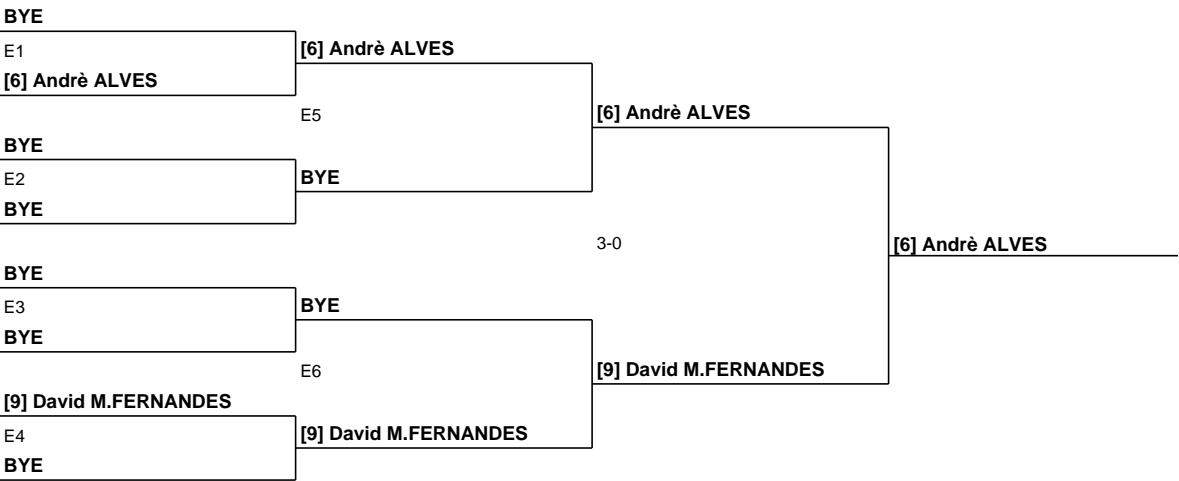 BYE
E1
[6] Andrè ALVES
[6] Andrè ALVES
E5
[6] Andrè ALVES
BYE
E2
BYE
BYE
3-0
[6] Andrè ALVES
BYE
E3
BYE
BYE
E6
[9] David M.FERNANDES
[9] David M.FERNANDES
E4
[9] David M.FERNANDES
BYE